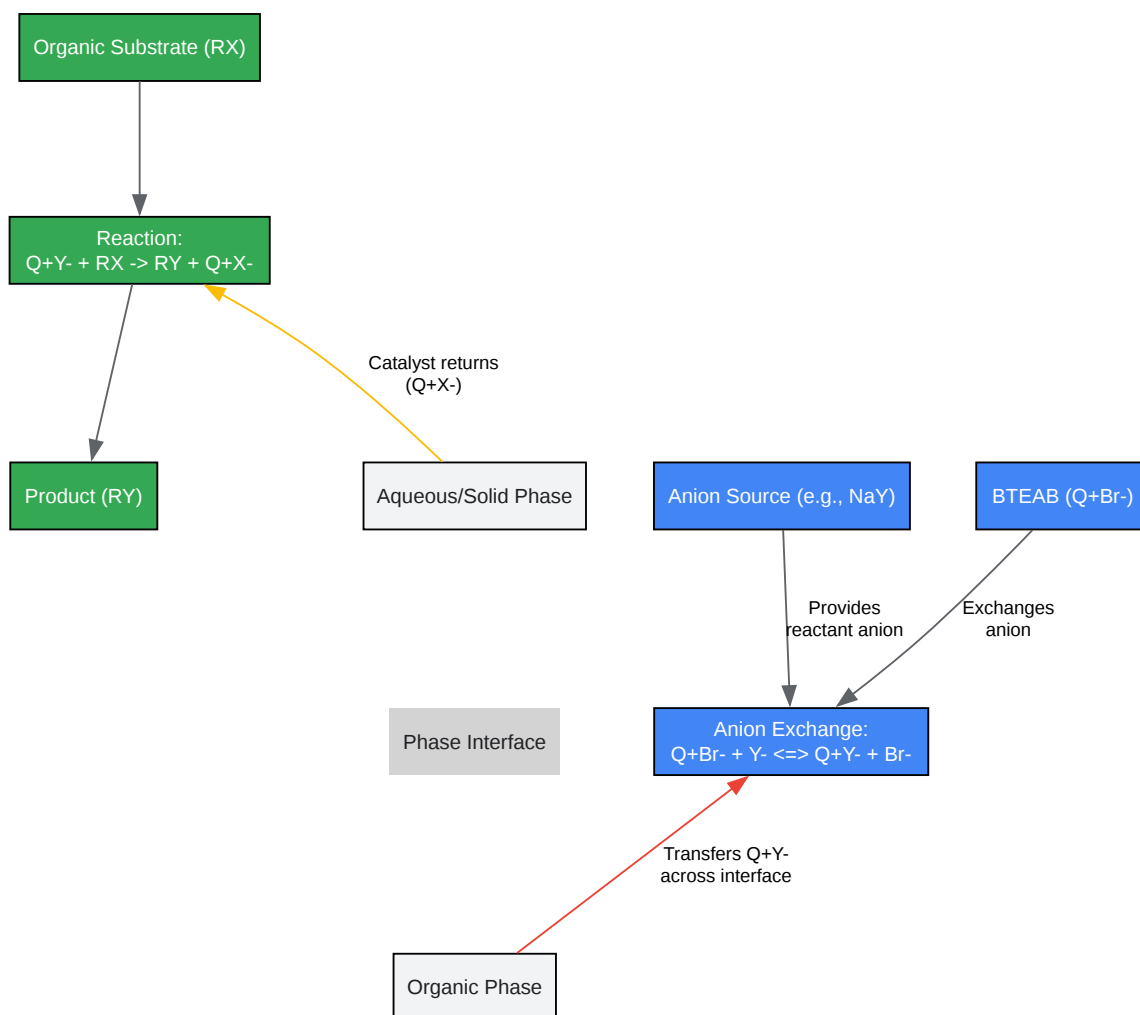 Organic Substrate (RX)
Reaction:
Q+Y- + RX -> RY + Q+X-
Catalyst returns
(Q+X-)
Product (RY)
Aqueous/Solid Phase
Anion Source (e.g., NaY)
BTEAB (Q+Br-)
Provides
reactant anion
Exchanges
anion
Phase Interface
Anion Exchange:
Q+Br- + Y- <=> Q+Y- + Br-
Transfers Q+Y-
across interface
Organic Phase